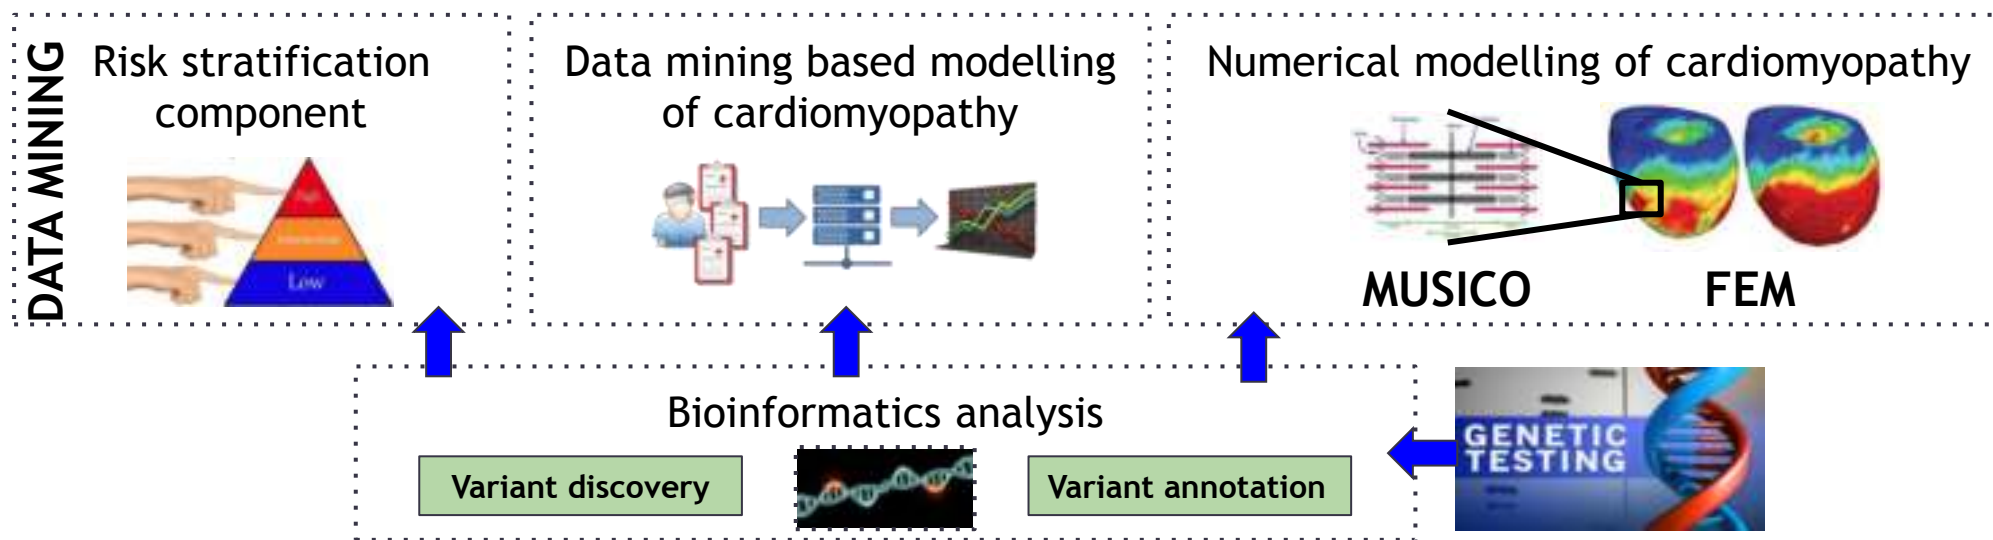 DATA MINING
Risk stratification
component
Low
Data mining based modelling
of cardiomyopathy
Numerical modelling of cardiomyopathy
MUSICO
FEM
Bioinformatics analysis
Variant discovery
Variant annotation
GENETIC
TESTING